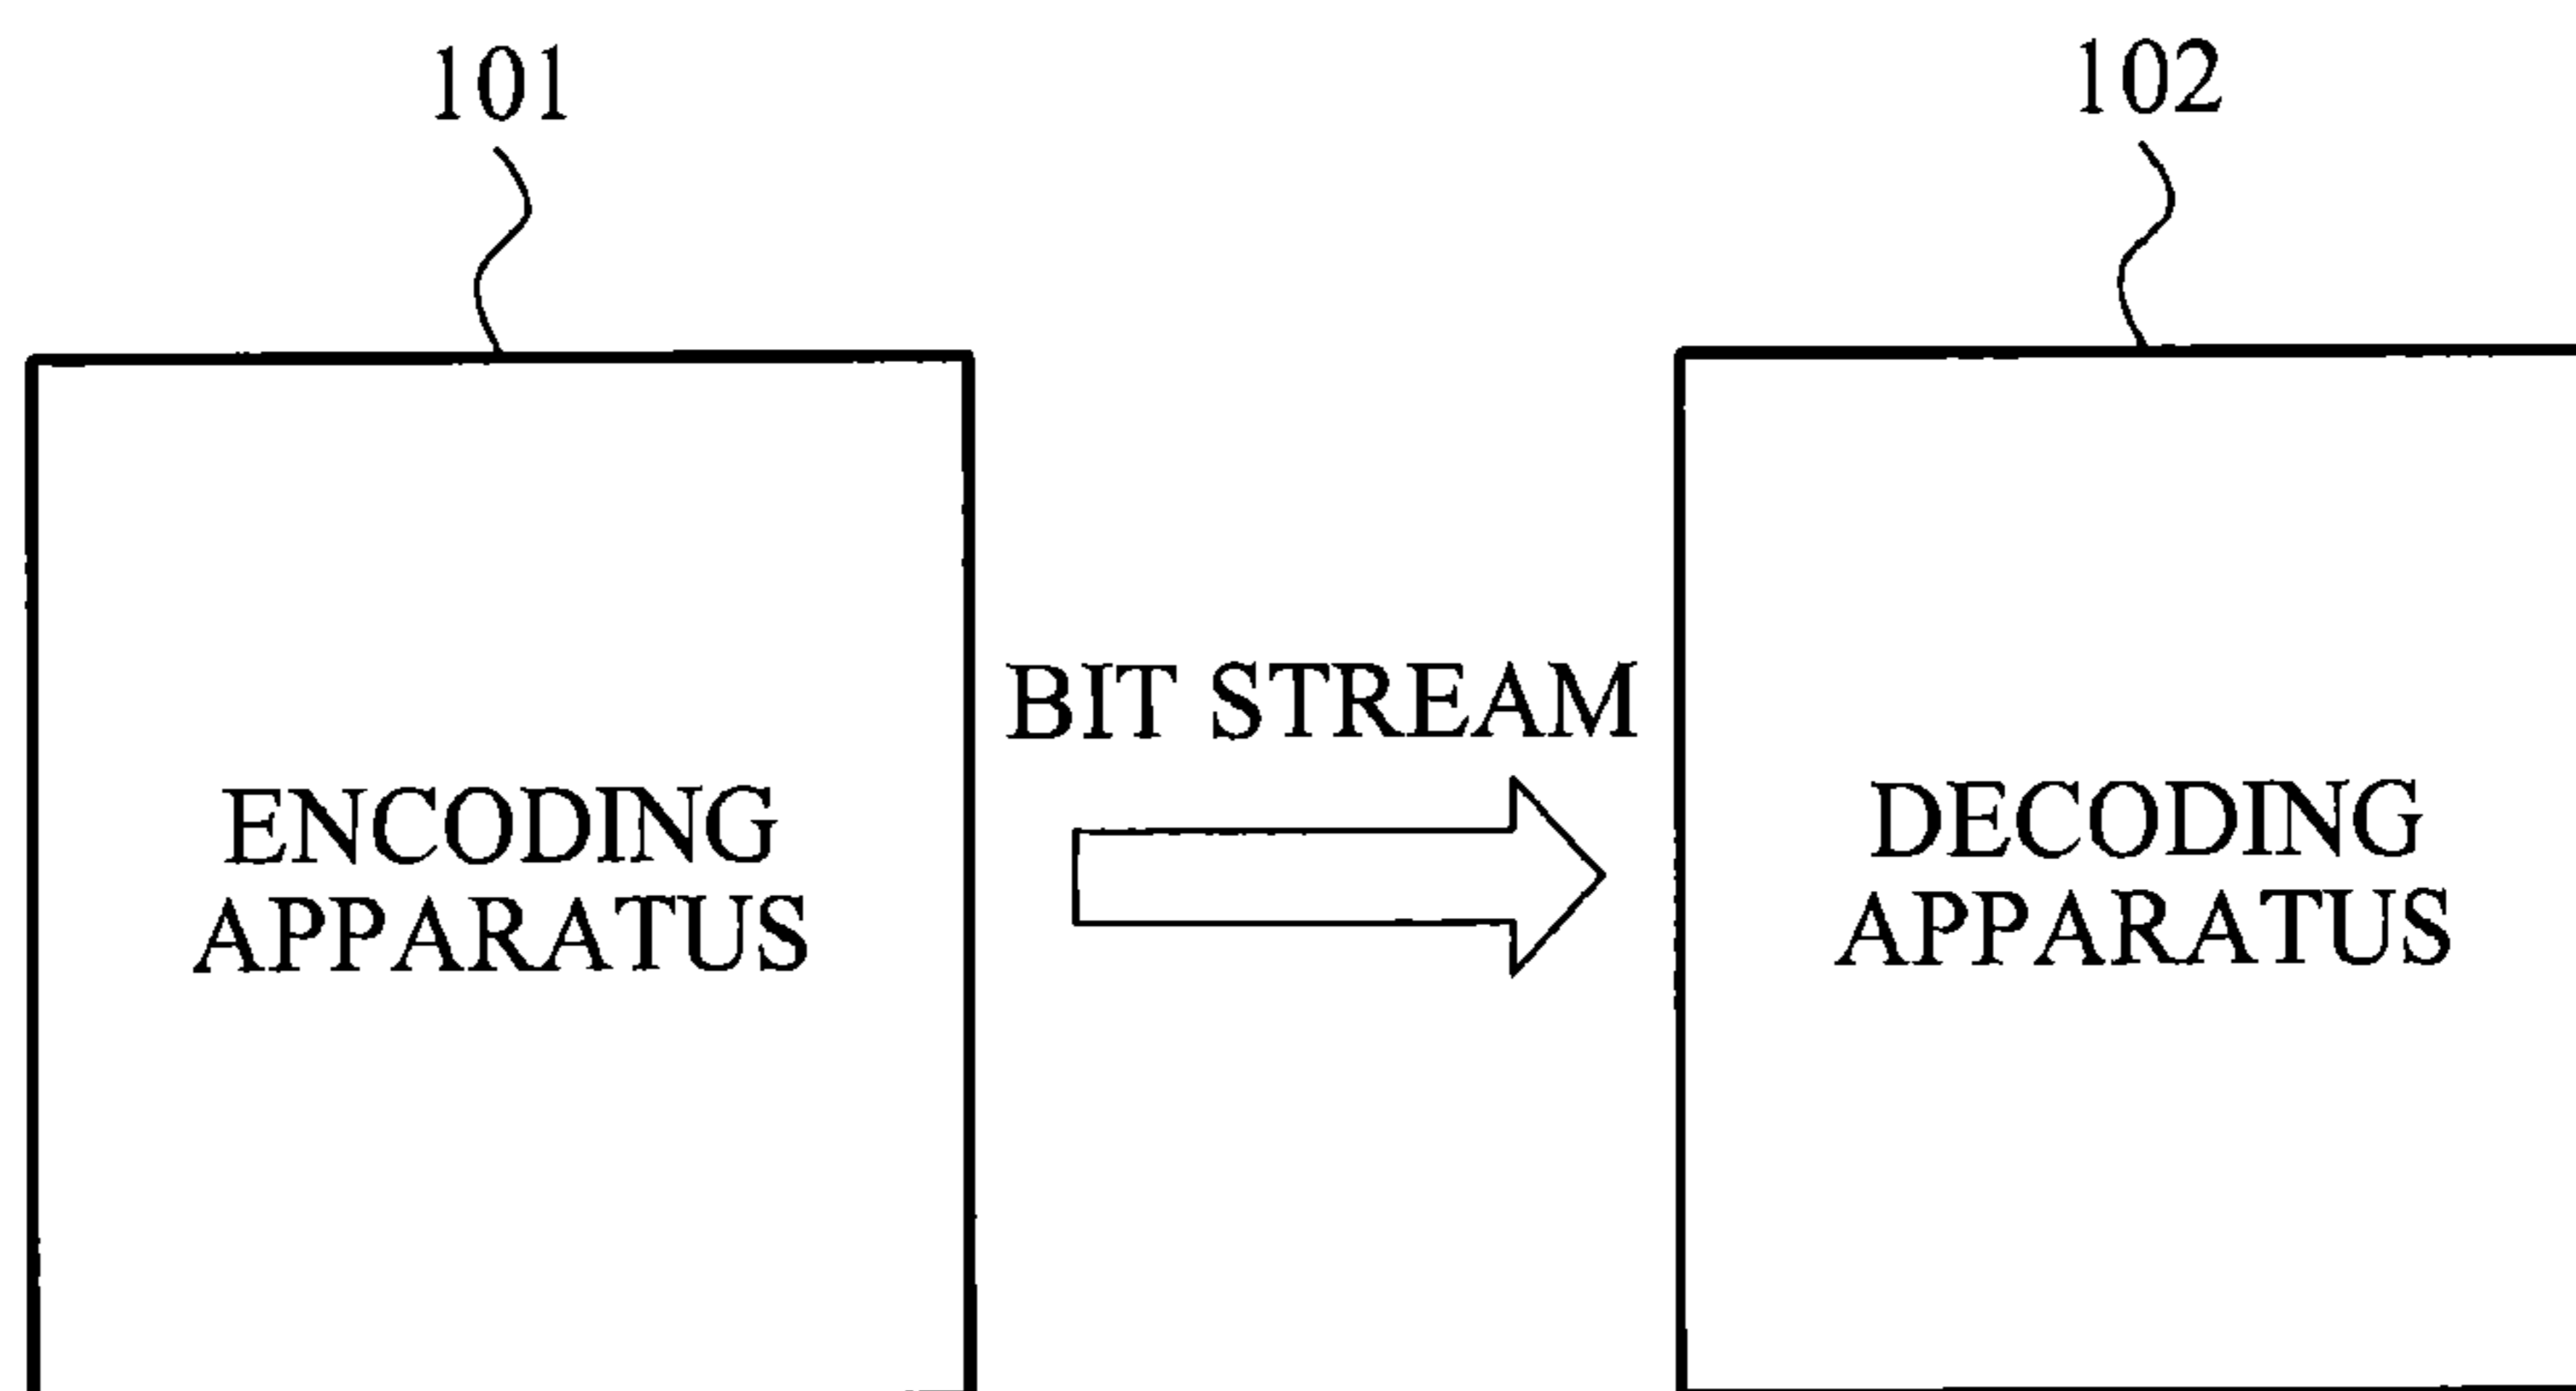 101
102
BIT STREAM
ENCODING
APPARATUS
DECODING
APPARATUS